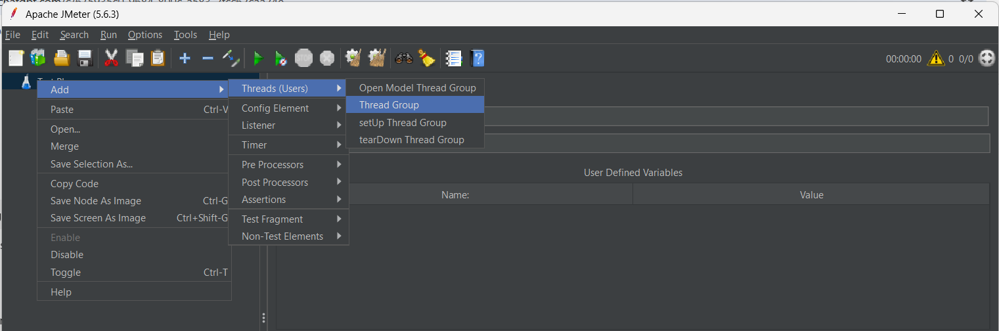 Apache JMeter (5.6.3)
File Edit Search Run Options Tools Help
00:00:00 0 0/0
Add
Paste Ctrl-V
Open...
Merge
Save Selection As...
Copy Code
Save Node As Image Ctrl-G
Save Screen As Image Ctrl+Shift-G
Enable
Disable
Toggle Ctrl-T
Help
Threads (Users)
Config Element
Listener
Timer
Pre Processors
Post Processors
Assertions
Test Fragment
Non-Test Elements
Open Model Thread Group
Thread Group
setUp Thread Group
tearDown Thread Group
User Defined Variables
Name: Value